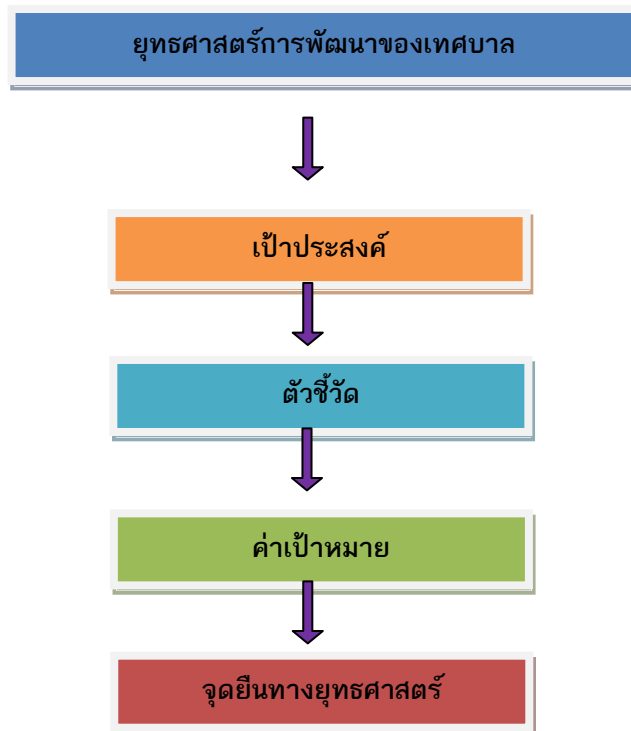 ยุทธศาสตร์การพัฒนาของเทศบาล
เป้าประสงค์
ตัวชี้วัด
ค่าเป้าหมาย
จุดยืนทางยุทธศาสตร์